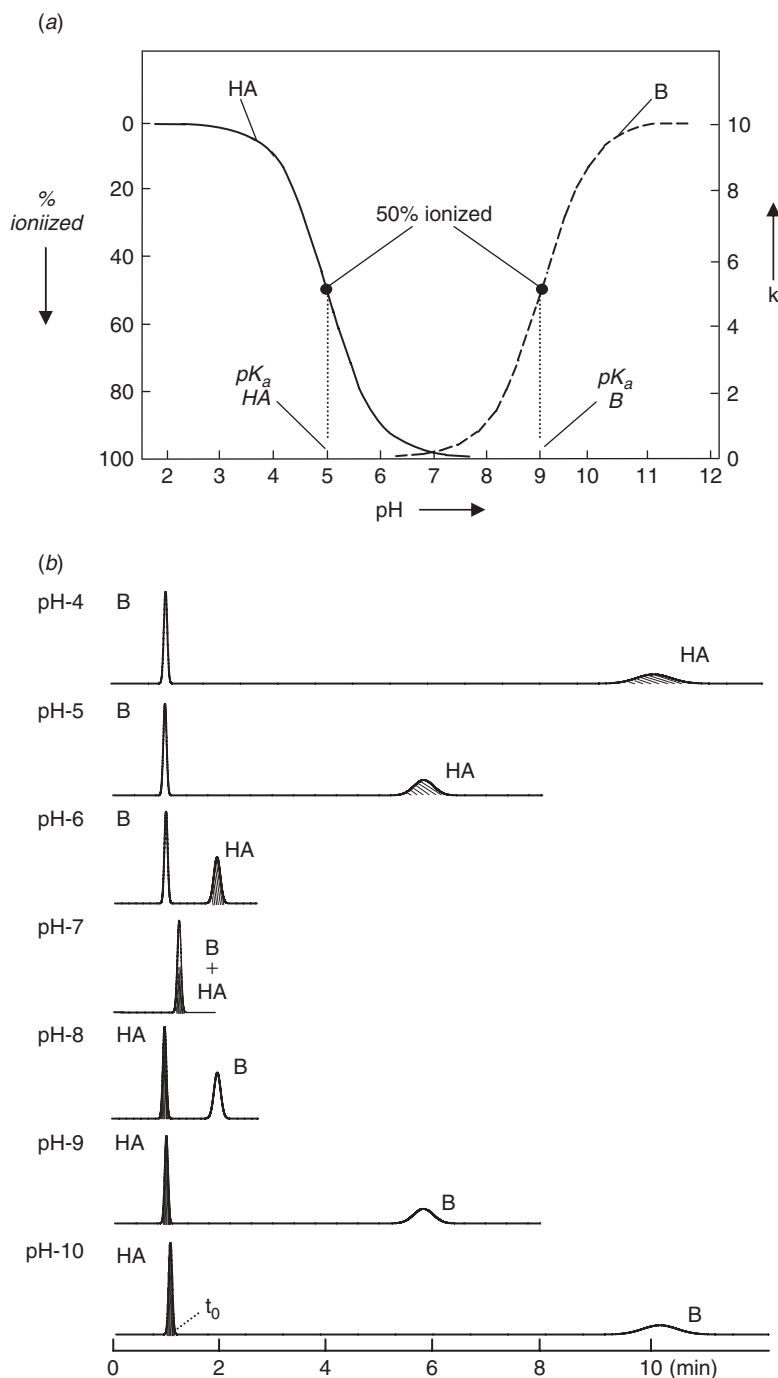 (a)
HA
B
0
10
%
ioniized
20
8
50% ionized
40
6
k
60
4
80
pKa
HA
pKa
B
2
100
0
2 3 4 5 6 7 8 9 10 11 12
pH
(b)
pH-4 B
HA
pH-5 B
HA
pH-6 B
HA
pH-7
B
+
HA
pH-8 HA
B
pH-9 HA
B
pH-10 HA
t0
B
0 2 4 6 8 10 (min)